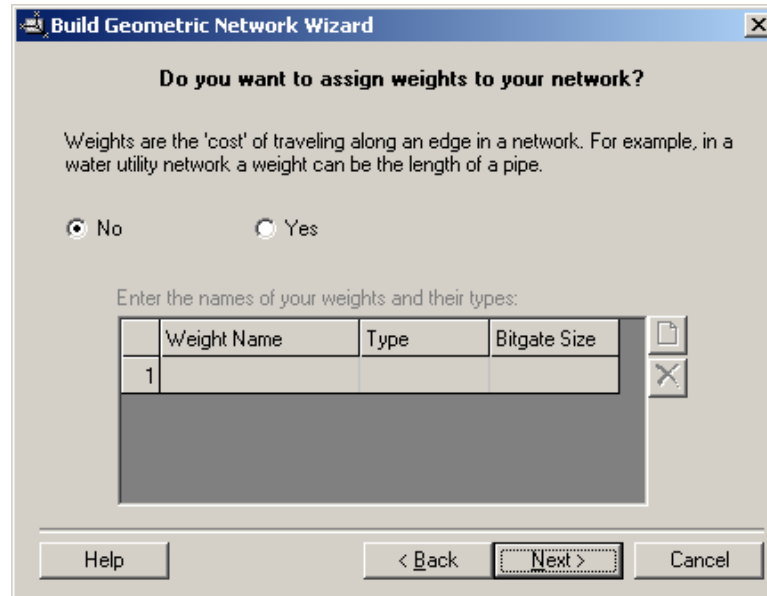 Build Geometric Network Wizard
Do you want to assign weights to your network?
Weights are the 'cost' of traveling along an edge in a network. For example, in a
water utility network a weight can be the length of a pipe.
No Yes
Enter the names of your weights and their types:
Weight Name Type Bitgate Size
1
Help < Back Next > Cancel